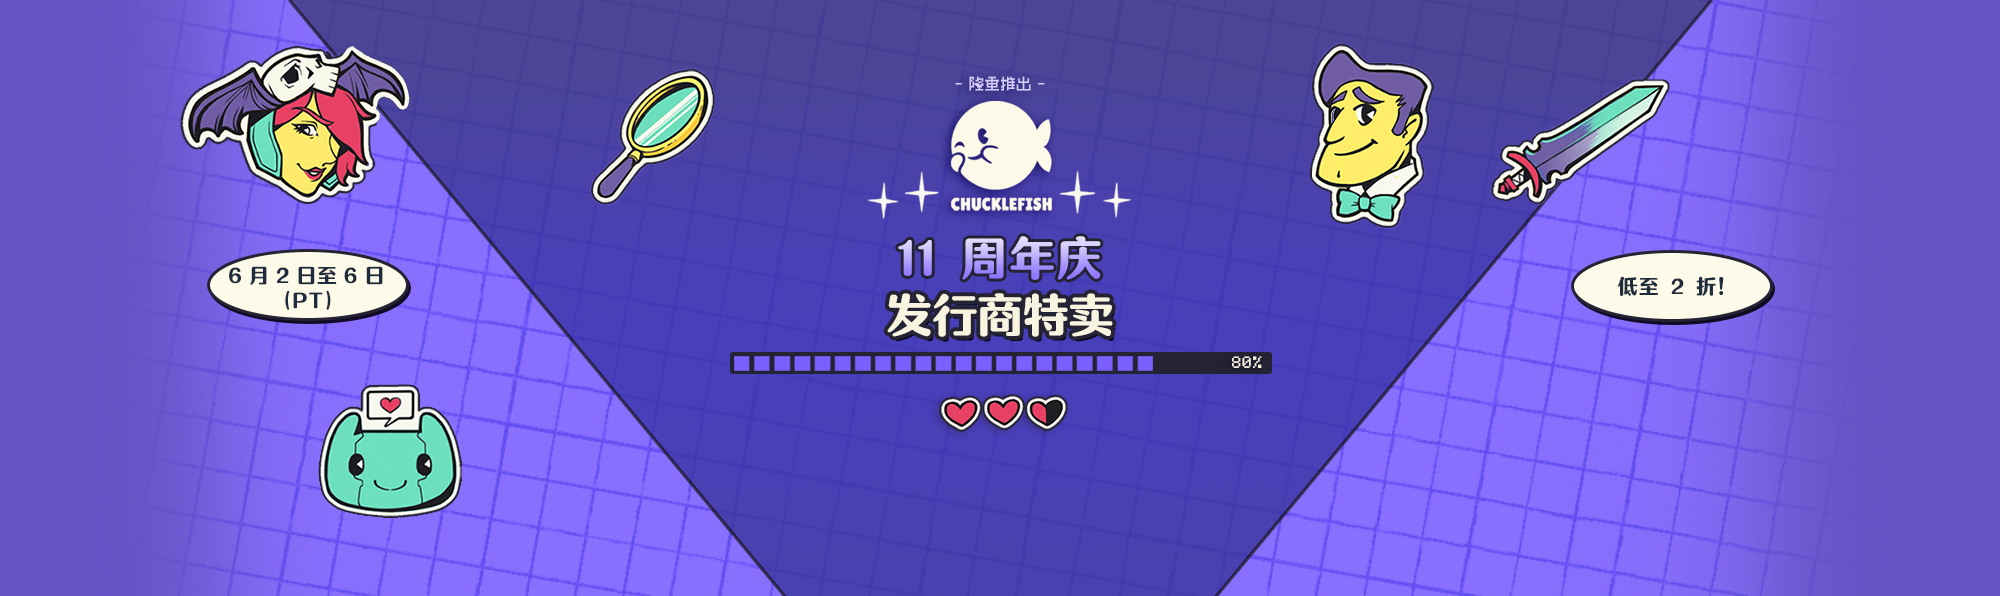 - 隆重推出 -
CHUCKLEFISH
11 周年庆
发行商特卖
80%
6 月 2 日至 6 日
(PT)
低至 2 折!